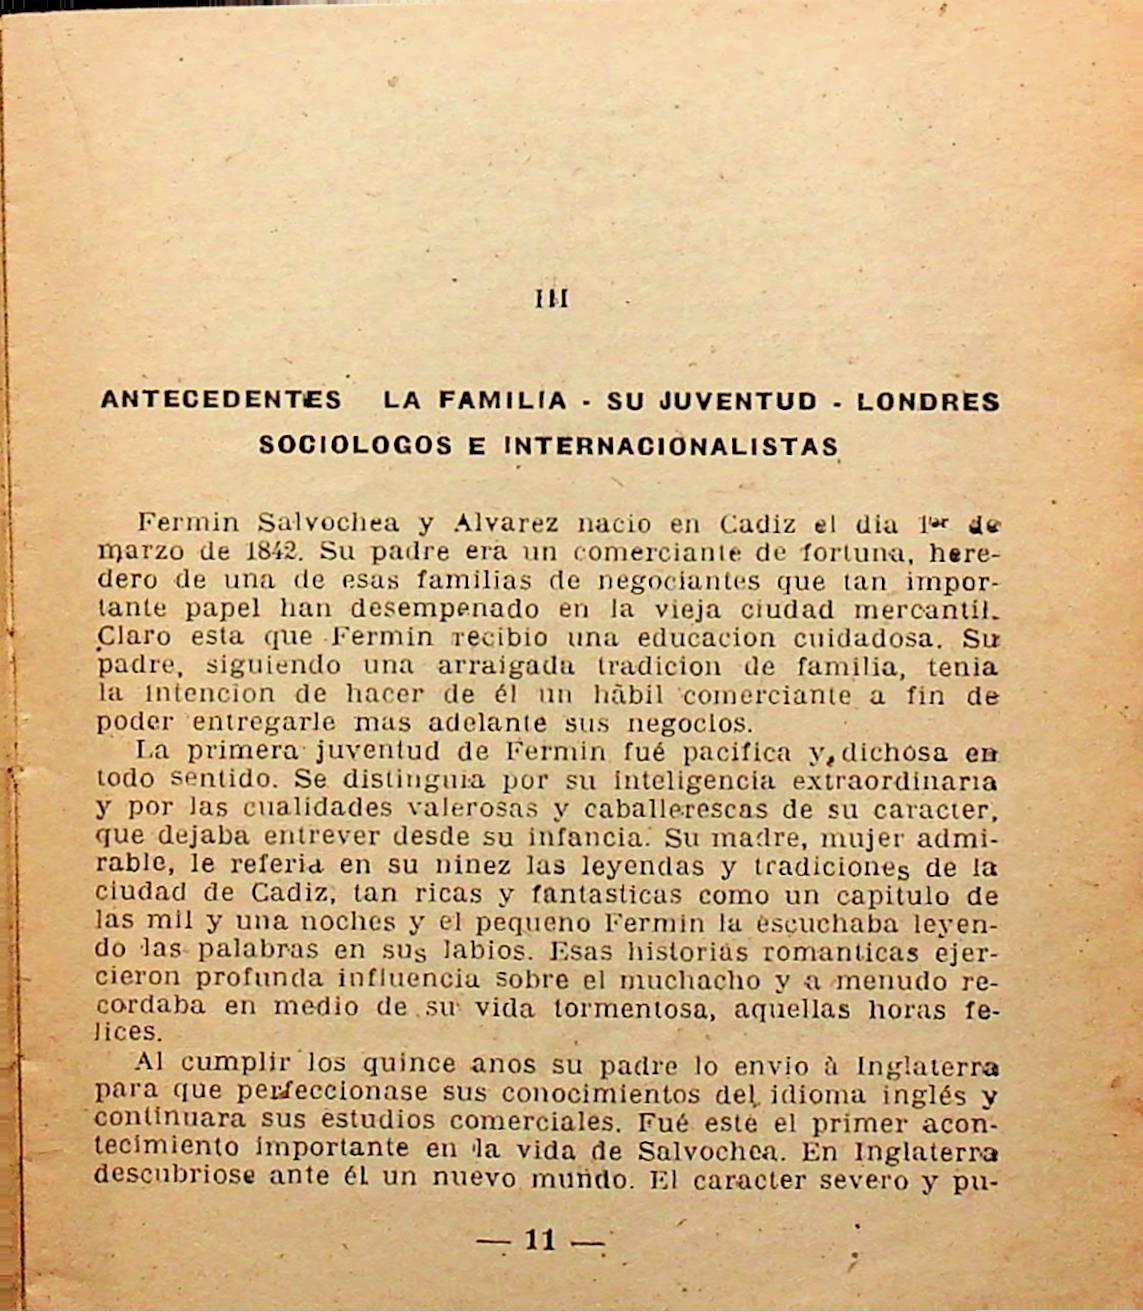 III
ANTECEDENTES LA FAMILIA - SU JUVENTUD - LONDRES
SOCIOLOGOS E INTERNACIONALISTAS
Fermin Salvochea y Alvarez nacio en Cadiz el dia 1er de
marzo de 1842. Su padre era un comerciante de fortuna, here-
dero de una de esas familias de negociantes que tan impor-
tante papel han desempenado en la vieja ciudad mercantil.
Claro esta que Fermin recibio una educacion cuidadosa. Su
padre, siguiendo una arraigada tradicion de familia, tenia
la intencion de hacer de él un hàbil comerciante a fin de
poder entregarle mas adelante sus negocios.
La primera juventud de Fermin fué pacifica y dichosa en
todo sentido. Se distinguia por su inteligencia extraordinaria
y por las cualidades valerosas y caballerescas de su caracter,
que dejaba entrever desde su infancia. Su madre, mujer admi-
rable, le referia en su ninez las leyendas y tradiciones de la
ciudad de Cadiz, tan ricas y fantasticas como un capitulo de
las mil y una noches y el pequeno Fermin la escuchaba leyen-
do las palabras en sus labios. Esas historias romanticas ejer-
cieron profunda influencia sobre el muchacho y a menudo re-
cordaba en medio de su vida tormentosa, aquellas horas fe-
lices.
Al cumplir los quince anos su padre lo envio à Inglaterra
para que perfeccionase sus conocimientos del idioma inglés y
continuara sus estudios comerciales. Fué este el primer acon-
tecimiento importante en la vida de Salvochea. En Inglaterra
descubriose ante él un nuevo mundo. El caracter severo y pu-
— 11 —